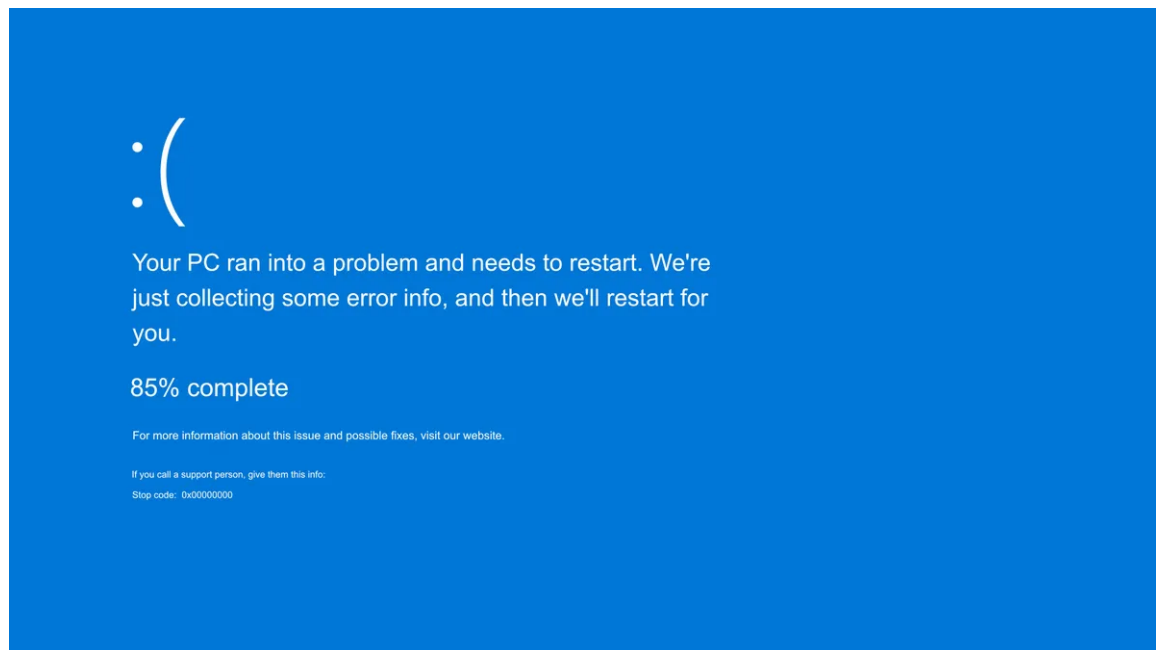 :(
Your PC ran into a problem and needs to restart. We're
just collecting some error info, and then we'll restart for
you.
85% complete
For more information about this issue and possible fixes, visit our website.
If you call a support person, give them this info:
Stop code: 0x00000000